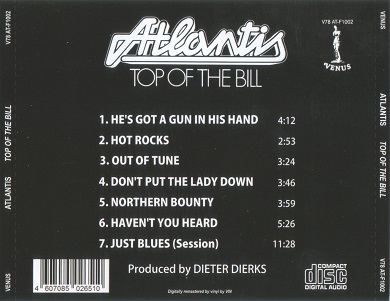 V78 AT-F1002
VENUS
Atlantis
TOP OF THE BILL
1. HE'S GOT A GUN IN HIS HAND 4:12
2. HOT ROCKS 2:53
3. OUT OF TUNE 3:24
4. DON'T PUT THE LADY DOWN 3:46
5. NORTHERN BOUNTY 3:59
6. HAVEN'T YOU HEARD 5:26
7. JUST BLUES (Session) 11:28
Produced by DIETER DIERKS
4 607085 026510
Digitally remastered by vinyl by VM
COMPACT
disc
DIGITAL AUDIO
VENUS ATLANTIS TOP OF THE BILL V78 AT-F1002
VENUS ATLANTIS TOP OF THE BILL V78 AT-F1002